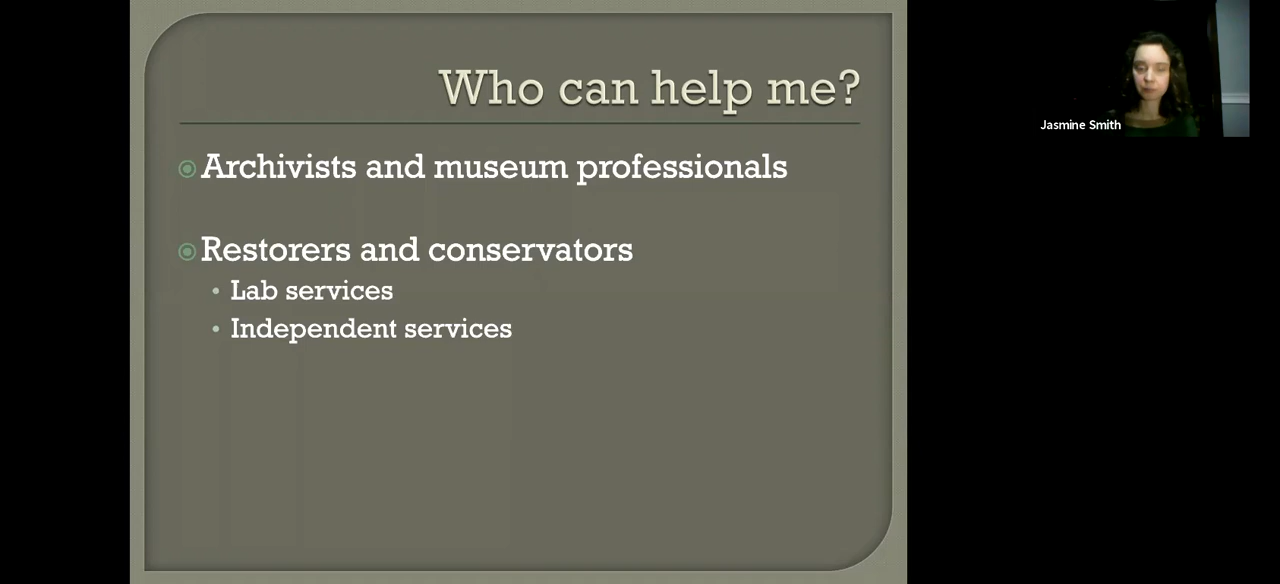 Who can help me?
Archivists and museum professionals
Restorers and conservators
Lab services
Independent services
Jasmine Smith